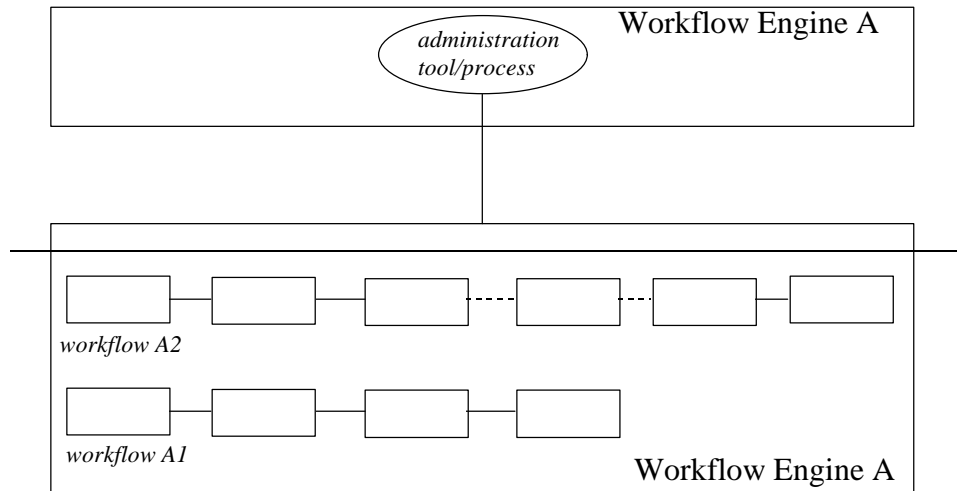 Workflow Engine A
administration
tool/process
workflow A2
workflow A1
Workflow Engine A